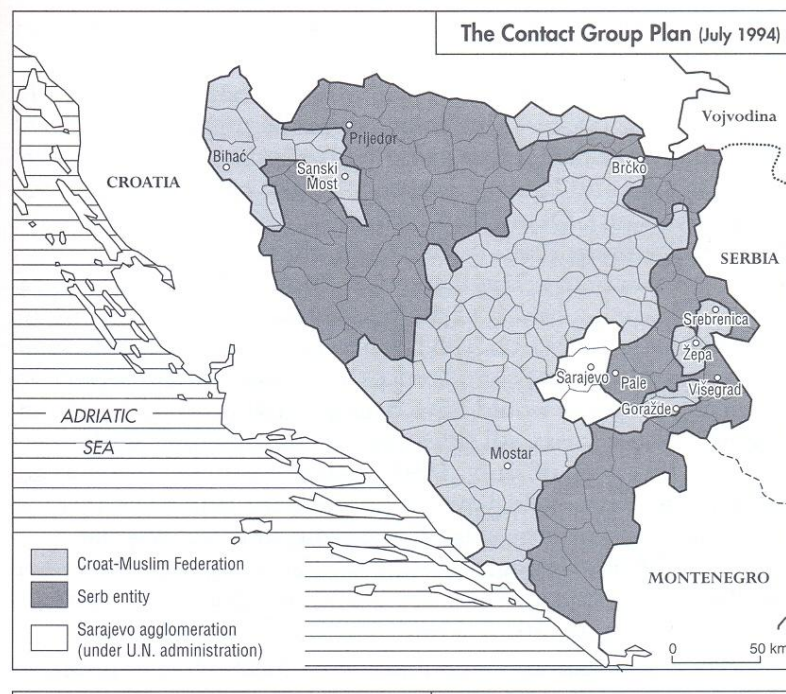 The Contact Group Plan (July 1994)
Vojvodina
Prijedor
Bihać
Sanski
Most
Brčko
CROATIA
SERBIA
Srebrenica
Žepa
Sarajevo
Pale
Višegrad
Goražde
ADRIATIC
SEA
Mostar
Croat-Muslim Federation
Serb entity
Sarajevo agglomeration
(under U.N. administration)
MONTENEGRO
0 50 km